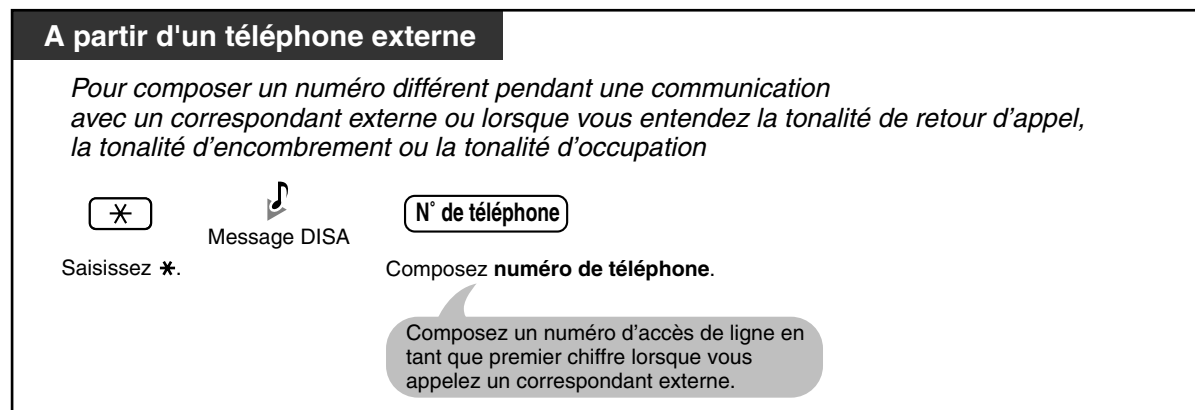 A partir d'un téléphone externe
Pour composer un numéro différent pendant une communication
avec un correspondant externe ou lorsque vous entendez la tonalité de retour d’appel,
la tonalité d’encombrement ou la tonalité d’occupation
N° de téléphone
Message DISA
Saisissez *.
Composez numéro de téléphone.
Composez un numéro d’accès de ligne en
tant que premier chiffre lorsque vous
appelez un correspondant externe.